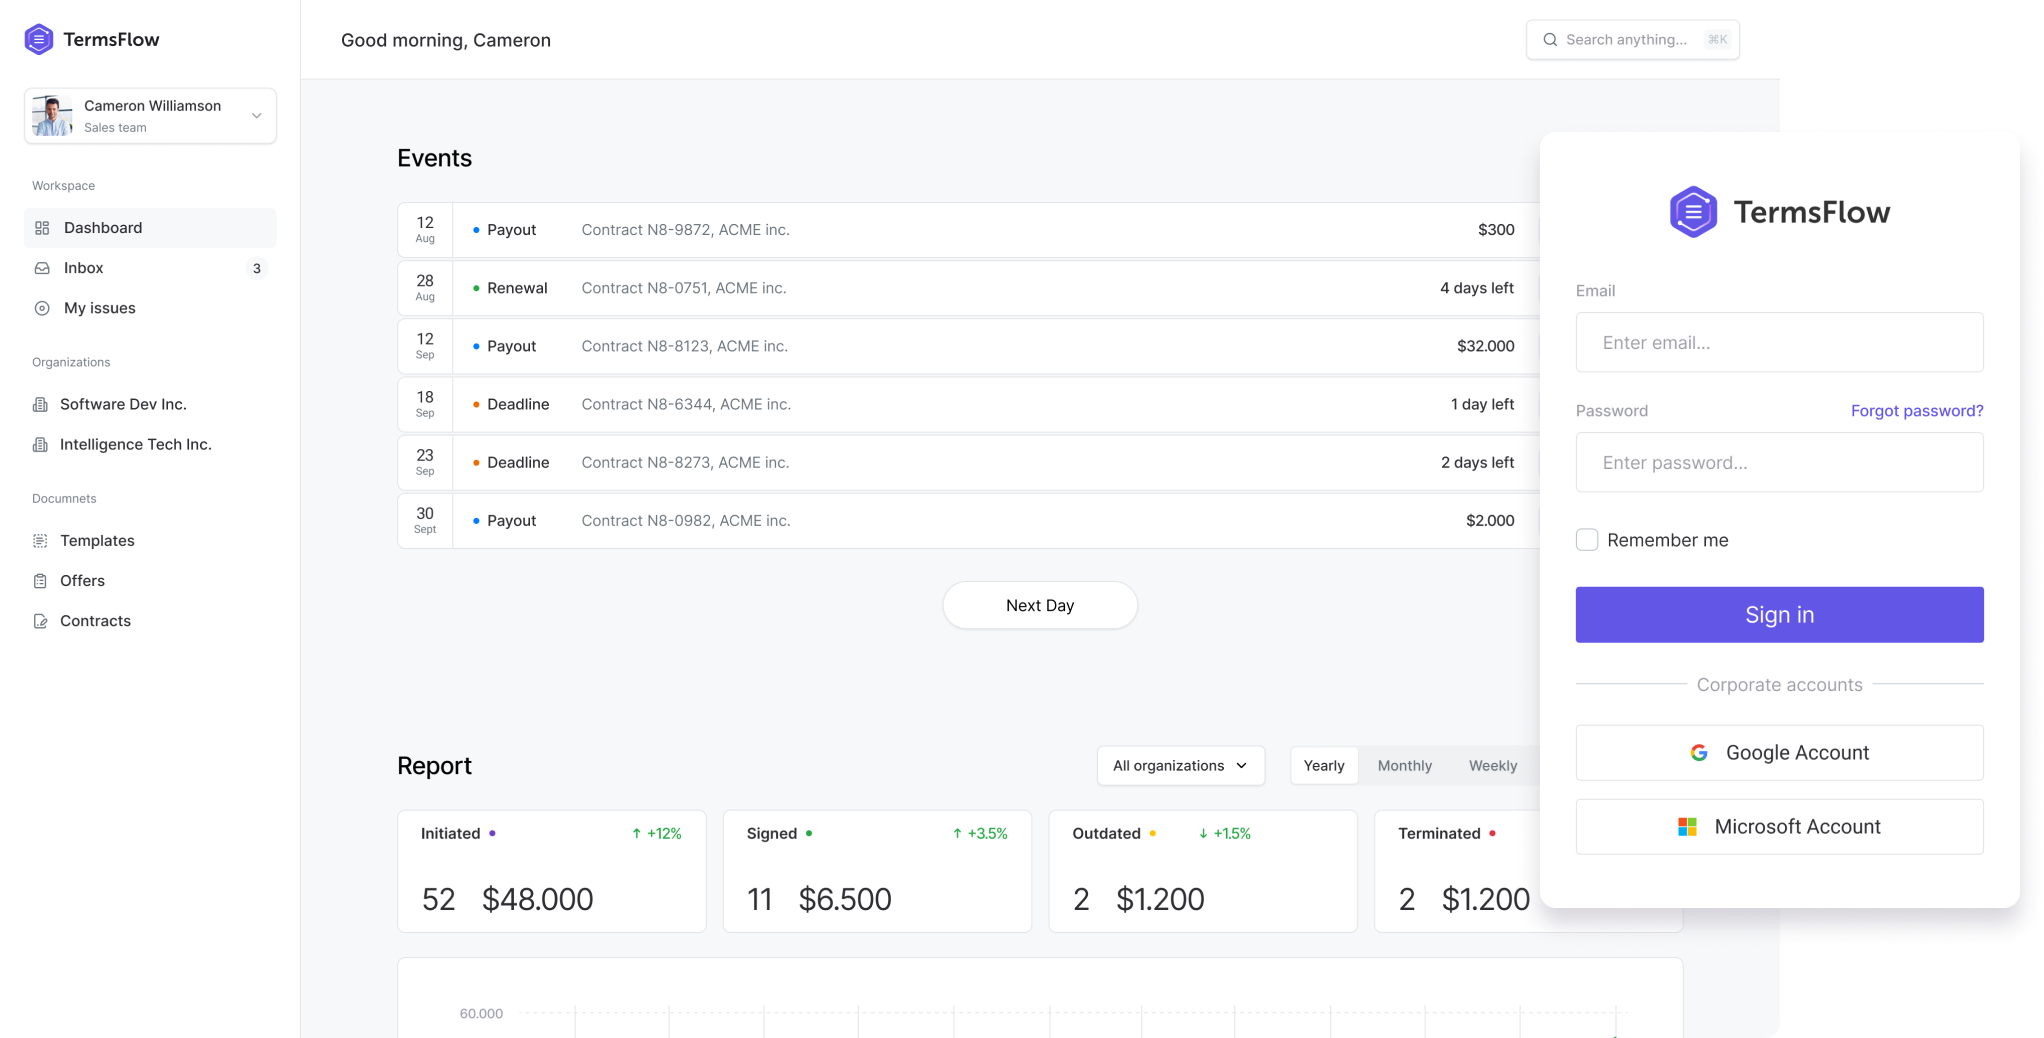 TermsFlow
Good morning, Cameron
Search anything...
⌘K
Cameron Williamson
Sales team
Workspace
Dashboard
Inbox
3
My issues
Organizations
Software Dev Inc.
Intelligence Tech Inc.
Documnets
Templates
Offers
Contracts
Events
12
Aug
Payout Contract N8-9872, ACME inc. $300
28
Aug
Renewal Contract N8-0751, ACME inc. 4 days left
12
Sep
Payout Contract N8-8123, ACME inc. $32.000
18
Sep
Deadline Contract N8-6344, ACME inc. 1 day left
23
Sep
Deadline Contract N8-8273, ACME inc. 2 days left
30
Sept
Payout Contract N8-0982, ACME inc. $2.000
Next Day
Report
All organizations
Yearly Monthly Weekly
Initiated ↑ +12%
52 $48.000
Signed ↑ +3.5%
11 $6.500
Outdated ↓ +1.5%
2 $1.200
Terminated
2 $1.200
60.000
TermsFlow
Email
Enter email...
Password Forgot password?
Enter password...
Remember me
Sign in
Corporate accounts
Google Account
Microsoft Account